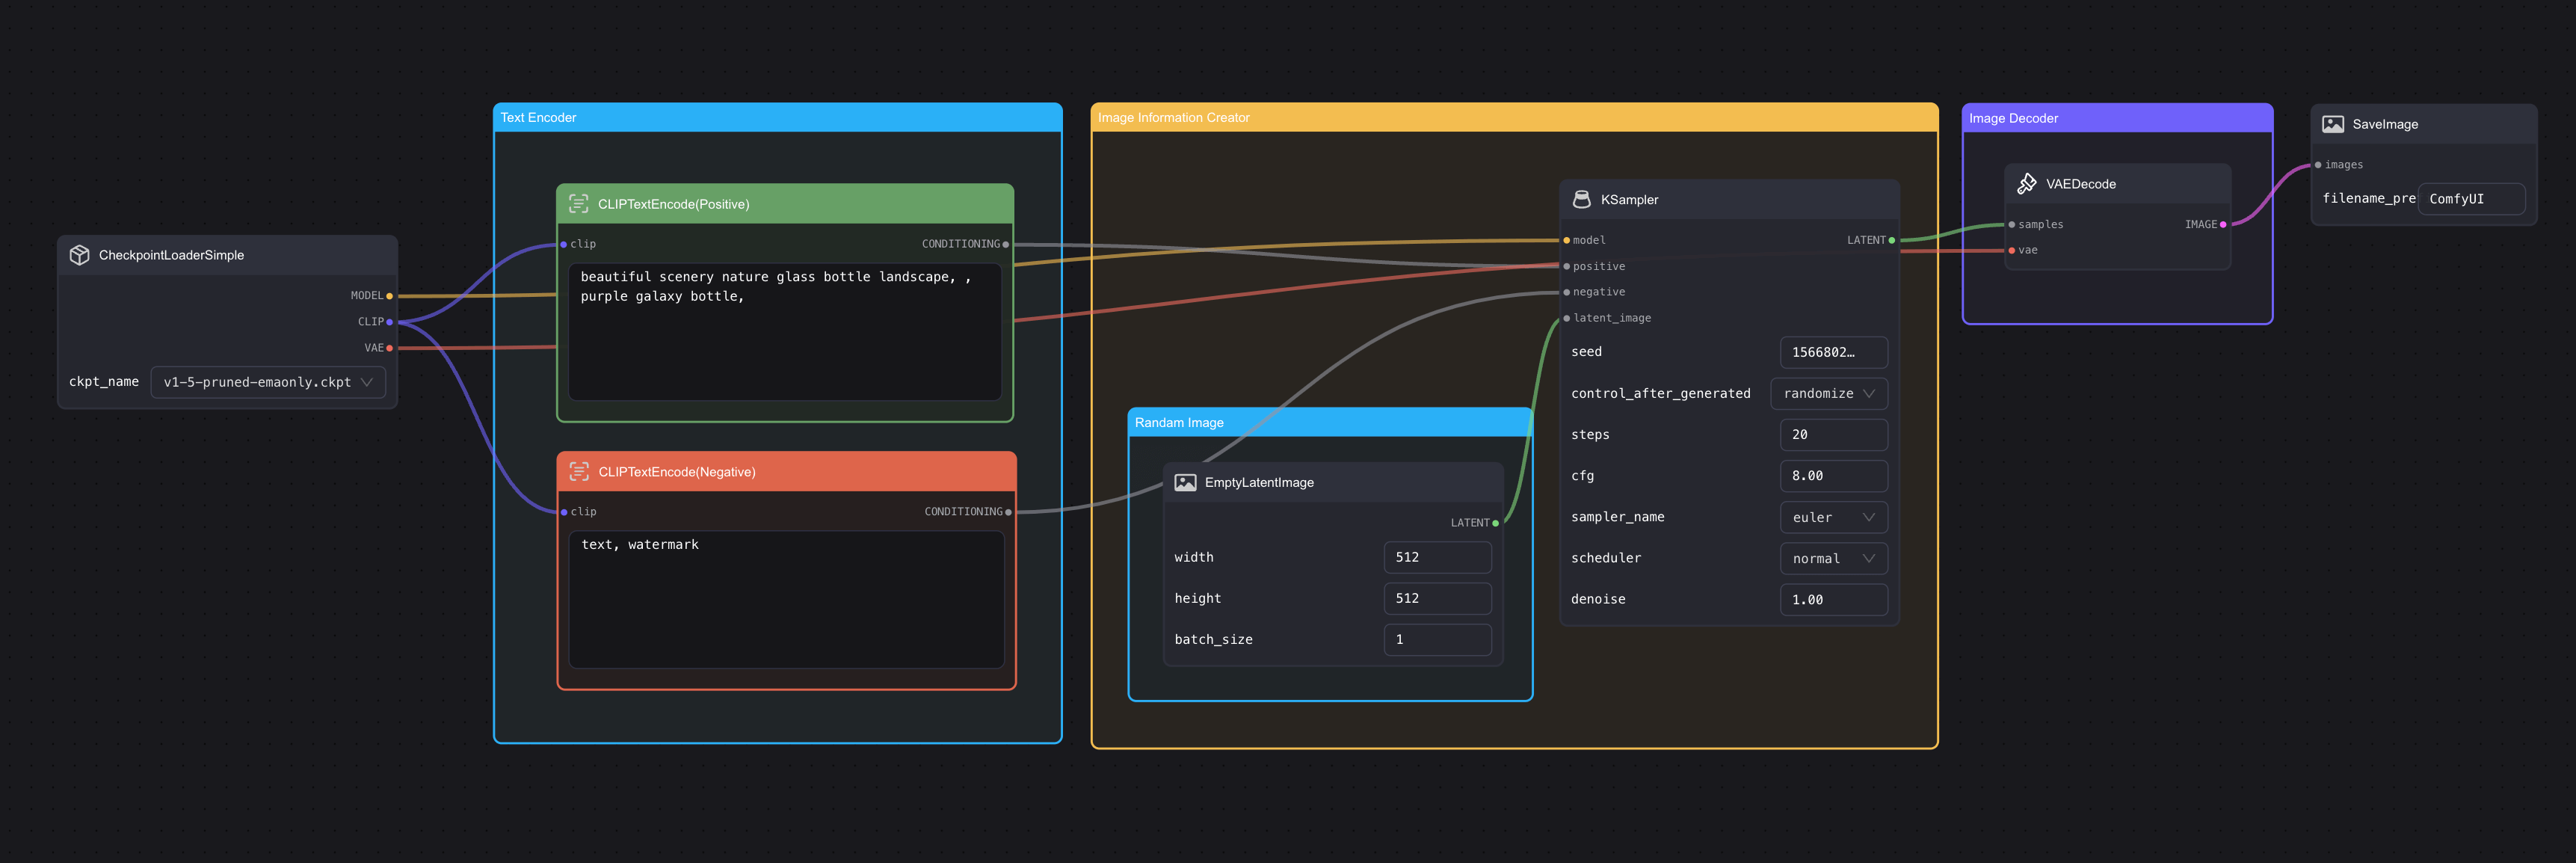 CheckpointLoaderSimple
MODEL
CLIP
VAE
ckpt_name v1-5-pruned-emaonly.ckpt
Text Encoder
CLIPTextEncode(Positive)
clip CONDITIONING
beautiful scenery nature glass bottle landscape, ,
purple galaxy bottle,
CLIPTextEncode(Negative)
clip CONDITIONING
text, watermark
Image Information Creator
Randam Image
EmptyLatentImage
LATENT
width 512
height 512
batch_size 1
KSampler
model LATENT
positive
negative
latent_image
seed 1566802…
control_after_generated randomize
steps 20
cfg 8.00
sampler_name euler
scheduler normal
denoise 1.00
Image Decoder
VAEDecode
samples IMAGE
vae
SaveImage
images
filename_pre ComfyUI